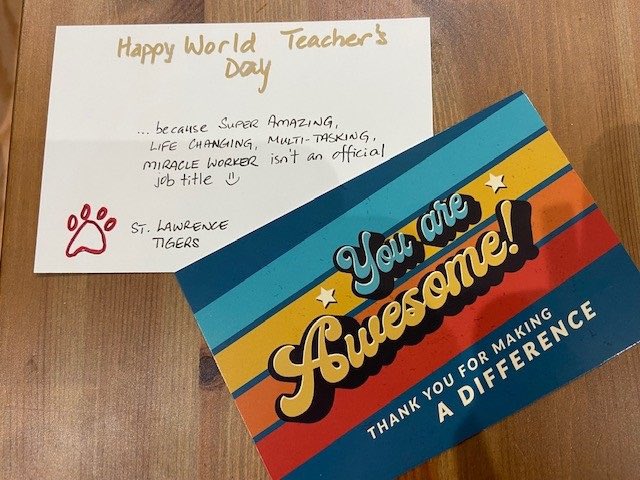 Happy World Teacher's
Day
... because SUPER AMAZING,
LIFE CHANGING, MULTI-TASKING,
MIRACLE WORKER isn't an official
job title
ST. LAWRENCE
TIGERS
You are
Awesome!
THANK YOU FOR MAKING
A DIFFERENCE